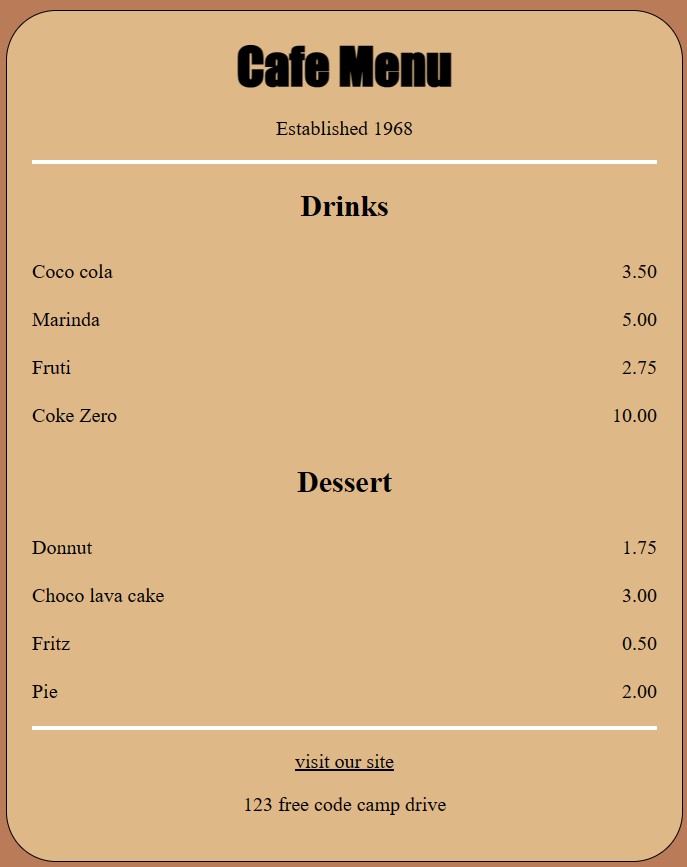 Cafe Menu
Established 1968
Drinks
Coco cola 3.50
Marinda 5.00
Fruti 2.75
Coke Zero 10.00
Dessert
Donnut 1.75
Choco lava cake 3.00
Fritz 0.50
Pie 2.00
visit our site
123 free code camp drive